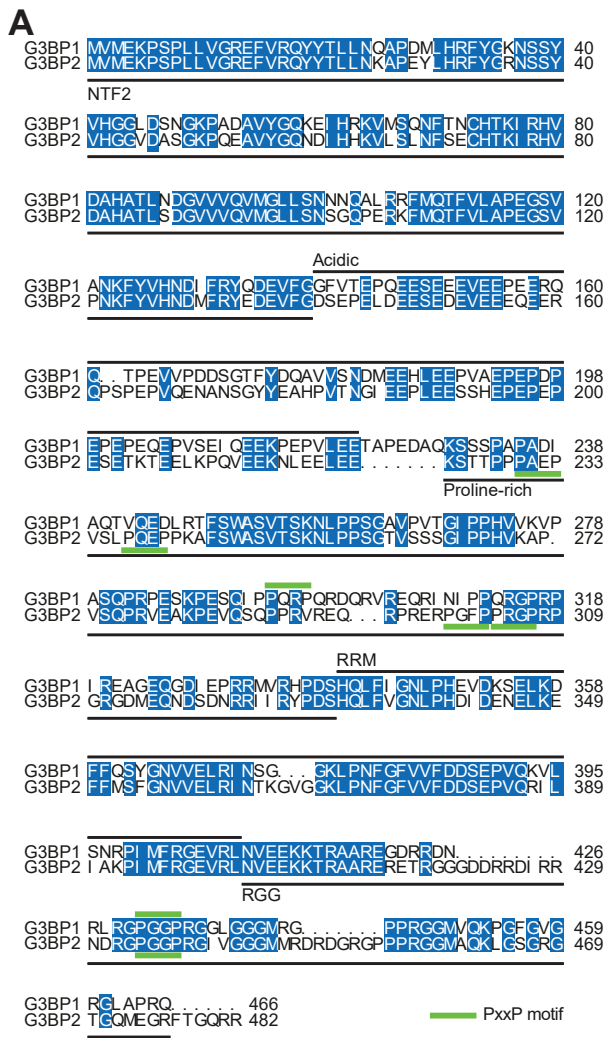 A
G3BP1 MVMEKPSPLLVGREFVRQYYTLLNQAPDMLHRFYGKNSSY 40
G3BP2 MVMEKPSPLLVGREFVRQYYTLLNKAPEYLHRFYGRNSSY 40
NTF2
G3BP1 VHGGLDSNGKPADAVYGQKEIHRKVMSQNFTNCHTKIRHV 80
G3BP2 VHGGVDASGKPQEAVYGQNDIHHKVLSLNFSECHTKIRHV 80
G3BP1 DAHATLNDGVVVQVMGLLSNNNQALRRFMQTFVLAPEGSV 120
G3BP2 DAHATLSDGVVVQVMGLLSNSGQPERKFMQTFVLAPEGSV 120
Acidic
G3BP1 ANKFYVHNDIFRYQDEVFGGFVTEPQEESEEEVEEPEERQ 160
G3BP2 PNKFYVHNDMFRYEDEVFGDSEPELDEESEDEVEEEQEER 160
G3BP1 Q..TPEVVPDDSGTFYDQAVVSNDMEEHLEEPVAEPEPDP 198
G3BP2 QPSPEPVQENANSGYYEAHPVTNGIEEPLEESSHEPEPEP 200
G3BP1 EPEPEQEPVSEIQEEKPEPVLEETAPEDAQKSSSPAPADI 238
G3BP2 ESETKTEELKPQVEEKNLEELEE.......KSTTPPPAEP 233
Proline-rich
G3BP1 AQTVQEDLRTFSWASVTSKNLPPSGAVPVTGIPPHVVKVP 278
G3BP2 VSLPQEPPKAFSWASVTSKNLPPSGTVSSSGIPPHVKAP. 272
G3BP1 ASQPRPESKPESQIPPQRPQRDQRVREQRINIPPQRGPRP 318
G3BP2 VSQPRVEAKPEVQSQPPRVREQ...RPRERPGFPPRGPRP 309
RRM
G3BP1 IREAGEQGDIEPRRMVRHPDSHQLFIGNLPHEVDKSELKD 358
G3BP2 GRGDMEQNDSDNRRIIRYPDSHQLFVGNLPHDIDENELKE 349
G3BP1 FFQSYGNVVELRINSG...GKLPNFGFVVFDDSEPVQKVL 395
G3BP2 FFMSFGNVVELRINTKGVGGKLPNFGFVVFDDSEPVQRIL 389
G3BP1 SNRPIMFRGEVRLNVEEKKTRAAREGDRRDN......... 426
G3BP2 IAKPIMFRGEVRLNVEEKKTRAARERETRGGGDDRRDIRR 429
RGG
G3BP1 RLRGPGGPRGGLGGGMRG.......PPRGGMVQKPGFGVG 459
G3BP2 NDRGPGGPRGIVGGGMMRDRDGRGPPPRGGMAQKLGSGRG 469
G3BP1 RGLAPRQ...... 466
G3BP2 TGQMEGRFTGQRR 482
PxxP motif